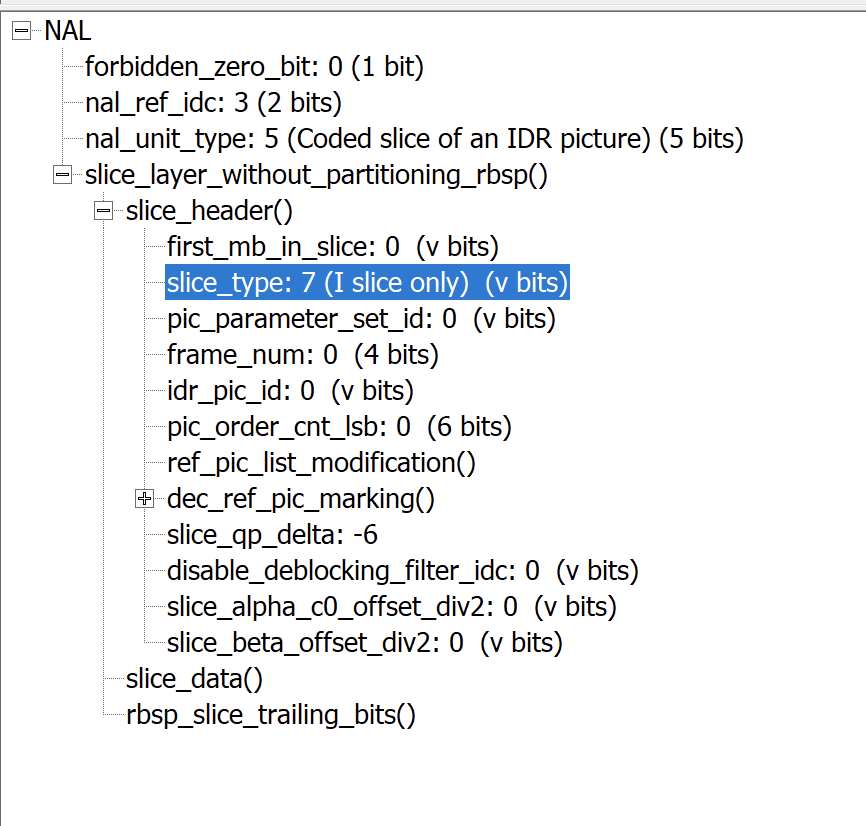 NAL
forbidden_zero_bit: 0 (1 bit)
nal_ref_idc: 3 (2 bits)
nal_unit_type: 5 (Coded slice of an IDR picture) (5 bits)
slice_layer_without_partitioning_rbsp()
slice_header()
first_mb_in_slice: 0  (v bits)
slice_type: 7 (I slice only)  (v bits)
pic_parameter_set_id: 0  (v bits)
frame_num: 0  (4 bits)
idr_pic_id: 0  (v bits)
pic_order_cnt_lsb: 0  (6 bits)
ref_pic_list_modification()
dec_ref_pic_marking()
slice_qp_delta: -6
disable_deblocking_filter_idc: 0  (v bits)
slice_alpha_c0_offset_div2: 0  (v bits)
slice_beta_offset_div2: 0  (v bits)
slice_data()
rbsp_slice_trailing_bits()